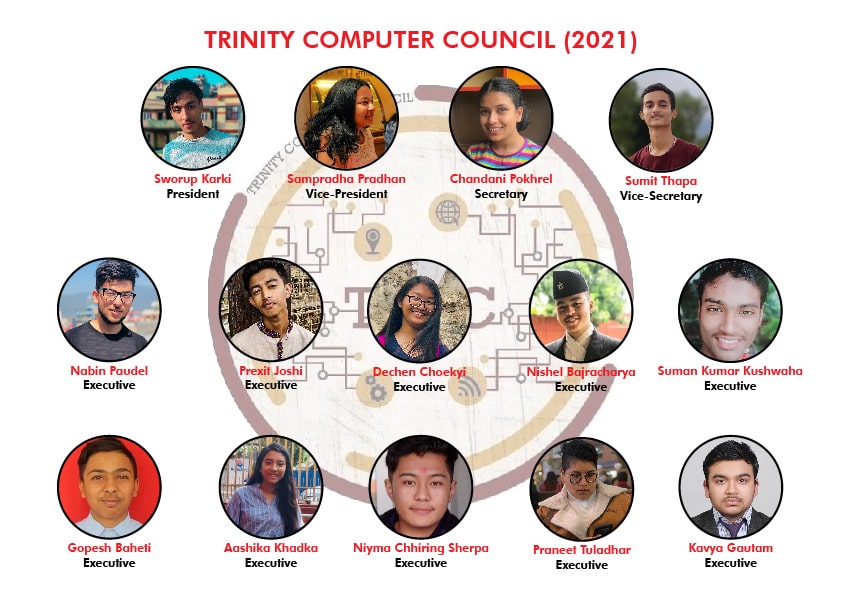 TRINITY COMPUTER COUNCIL (2021)
Sworup Karki
President
Sampradha Pradhan
Vice-President
Chandani Pokhrel
Secretary
Sumit Thapa
Vice-Secretary
Nabin Paudel
Executive
Prexit Joshi
Executive
Dechen Choekyi
Executive
Nishel Bajracharya
Executive
Suman Kumar Kushwaha
Executive
Gopesh Baheti
Executive
Aashika Khadka
Executive
Niyma Chhiring Sherpa
Executive
Praneet Tuladhar
Executive
Kavya Gautam
Executive
TRINITY